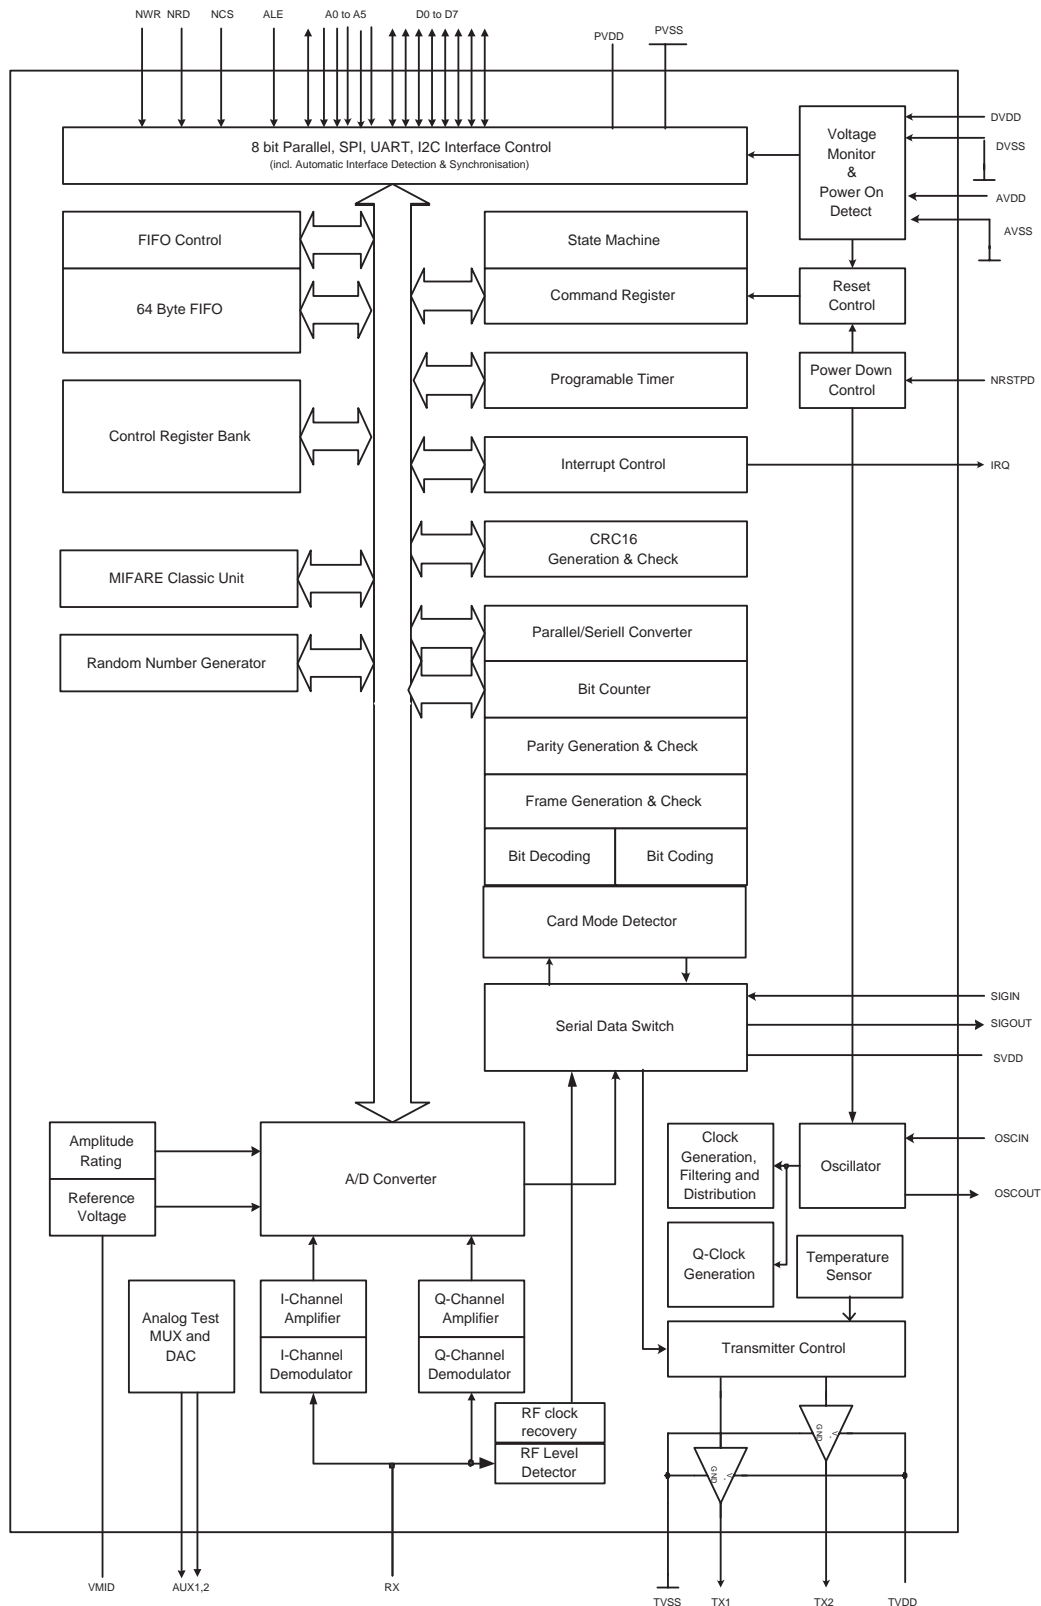 NWR NRD NCS ALE A0 to A5 D0 to D7
PVDD
PVSS
8 bit Parallel, SPI, UART, I2C Interface Control
(incl. Automatic Interface Detection & Synchronisation)
Voltage
Monitor
&
Power On
Detect
DVDD
DVSS
AVDD
AVSS
FIFO Control
64 Byte FIFO
State Machine
Command Register
Reset
Control
Programable Timer
Power Down
Control
NRSTPD
Control Register Bank
Interrupt Control
IRQ
CRC16
Generation & Check
MIFARE Classic Unit
Parallel/Seriell Converter
Random Number Generator
Bit Counter
Parity Generation & Check
Frame Generation & Check
Bit Decoding
Bit Coding
Card Mode Detector
Serial Data Switch
SIGIN
SIGOUT
SVDD
Amplitude
Rating
Reference
Voltage
A/D Converter
Clock
Generation,
Filtering and
Distribution
Oscillator
OSCIN
OSCOUT
Q-Clock
Generation
Temperature
Sensor
Analog Test
MUX and
DAC
I-Channel
Amplifier
I-Channel
Demodulator
Q-Channel
Amplifier
Q-Channel
Demodulator
Transmitter Control
RF clock
recovery
RF Level
Detector
GND
GND
VMID
AUX1,2
RX
TVSS
TX1
TX2
TVDD